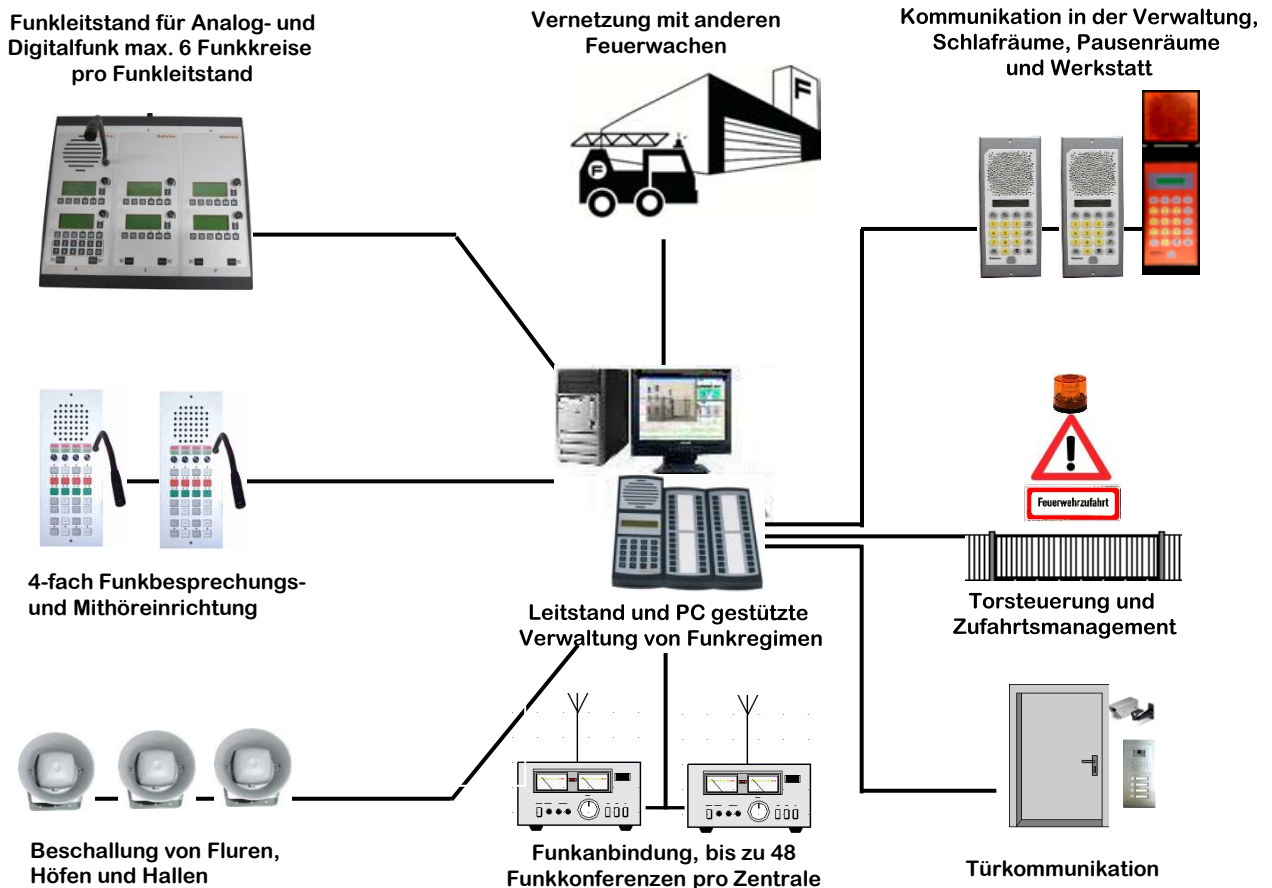 Funkleitstand für Analog- und
Digitalfunk max. 6 Funkkreise
pro Funkleitstand
Vernetzung mit anderen
Feuerwachen
Kommunikation in der Verwaltung,
Schlafräume, Pausenräume
und Werkstatt
F
F
Feuerwehrzufahrt
4-fach Funkbesprechungs-
und Mithöreinrichtung
Leitstand und PC gestützte
Verwaltung von Funkregimen
Torsteuerung und
Zufahrtsmanagement
Beschallung von Fluren,
Höfen und Hallen
Funkanbindung, bis zu 48
Funkkonferenzen pro Zentrale
Türkommunikation